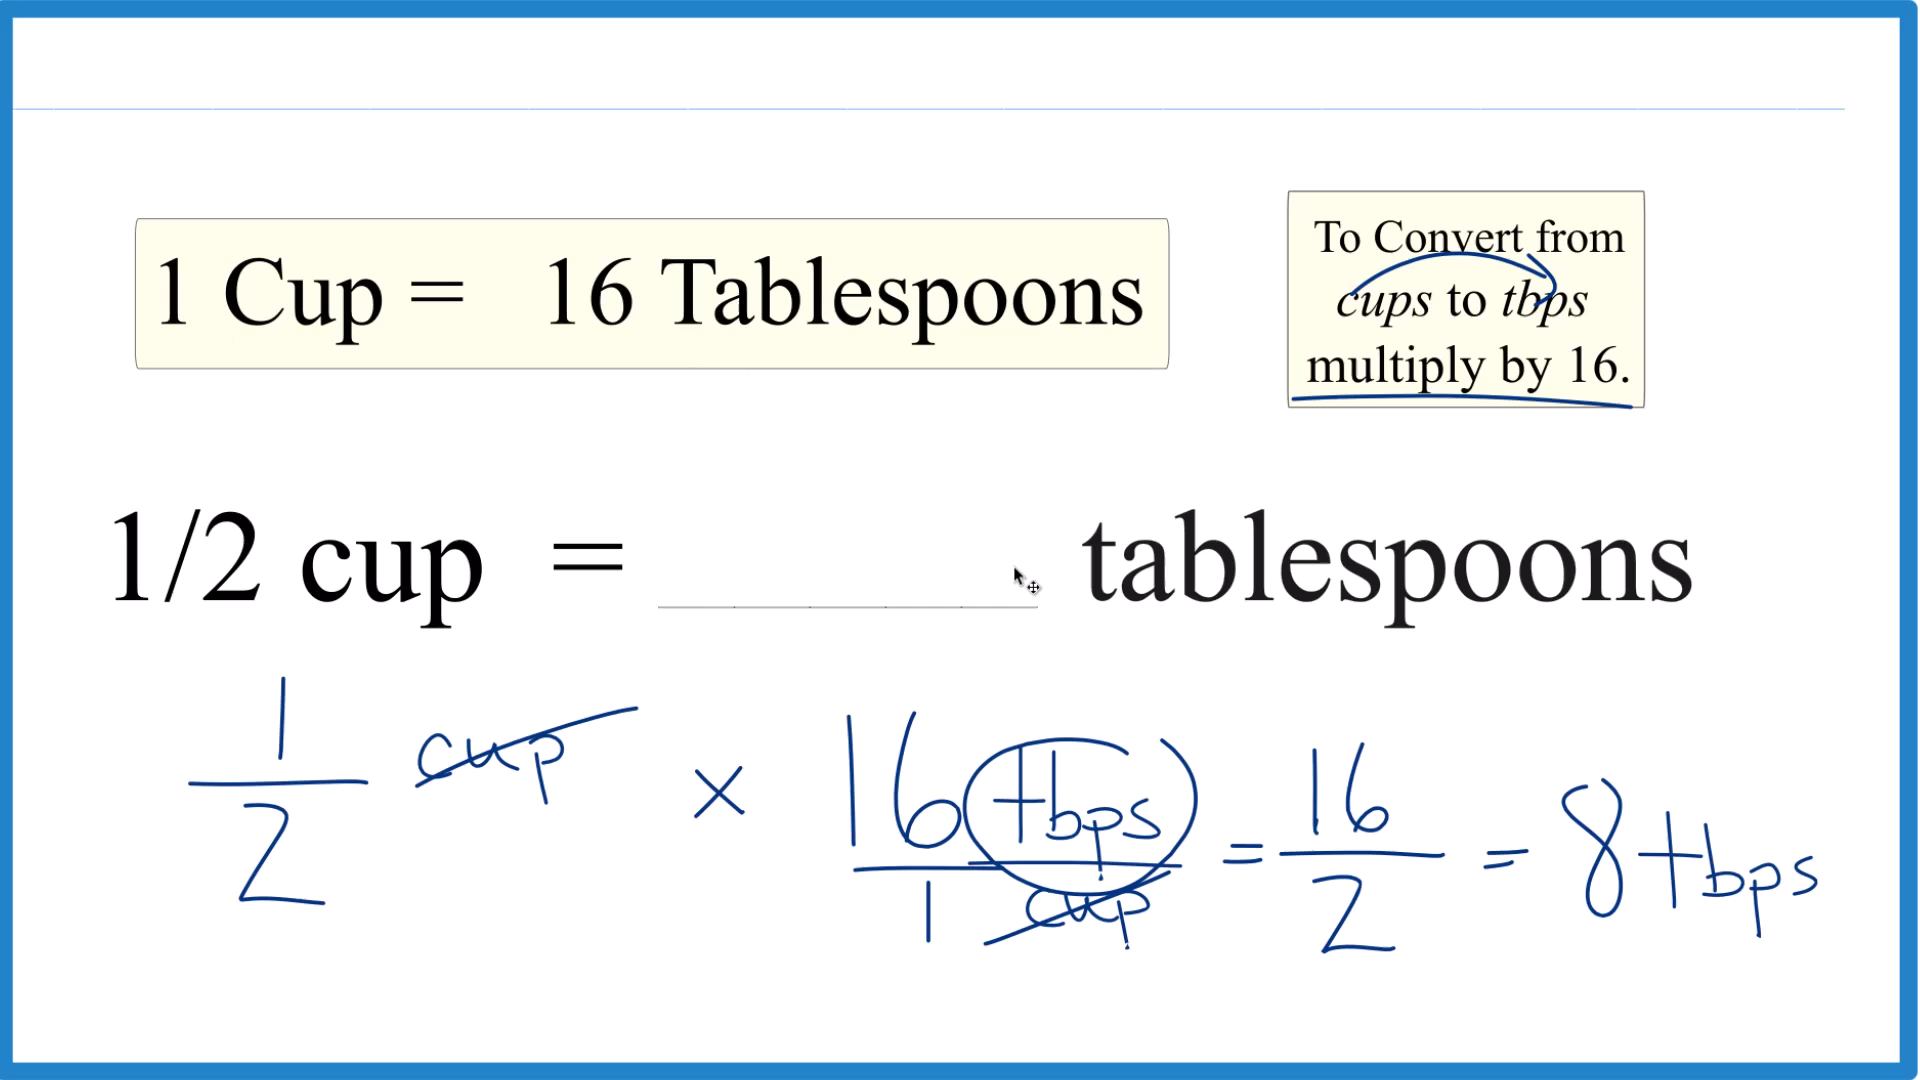 1 Cup = 16 Tablespoons
To Convert from
cups to tbps
multiply by 16.
1/2 cup = tablespoons
1/2 cup × 16 tbps / 1 cup = 16/2 = 8 tbps